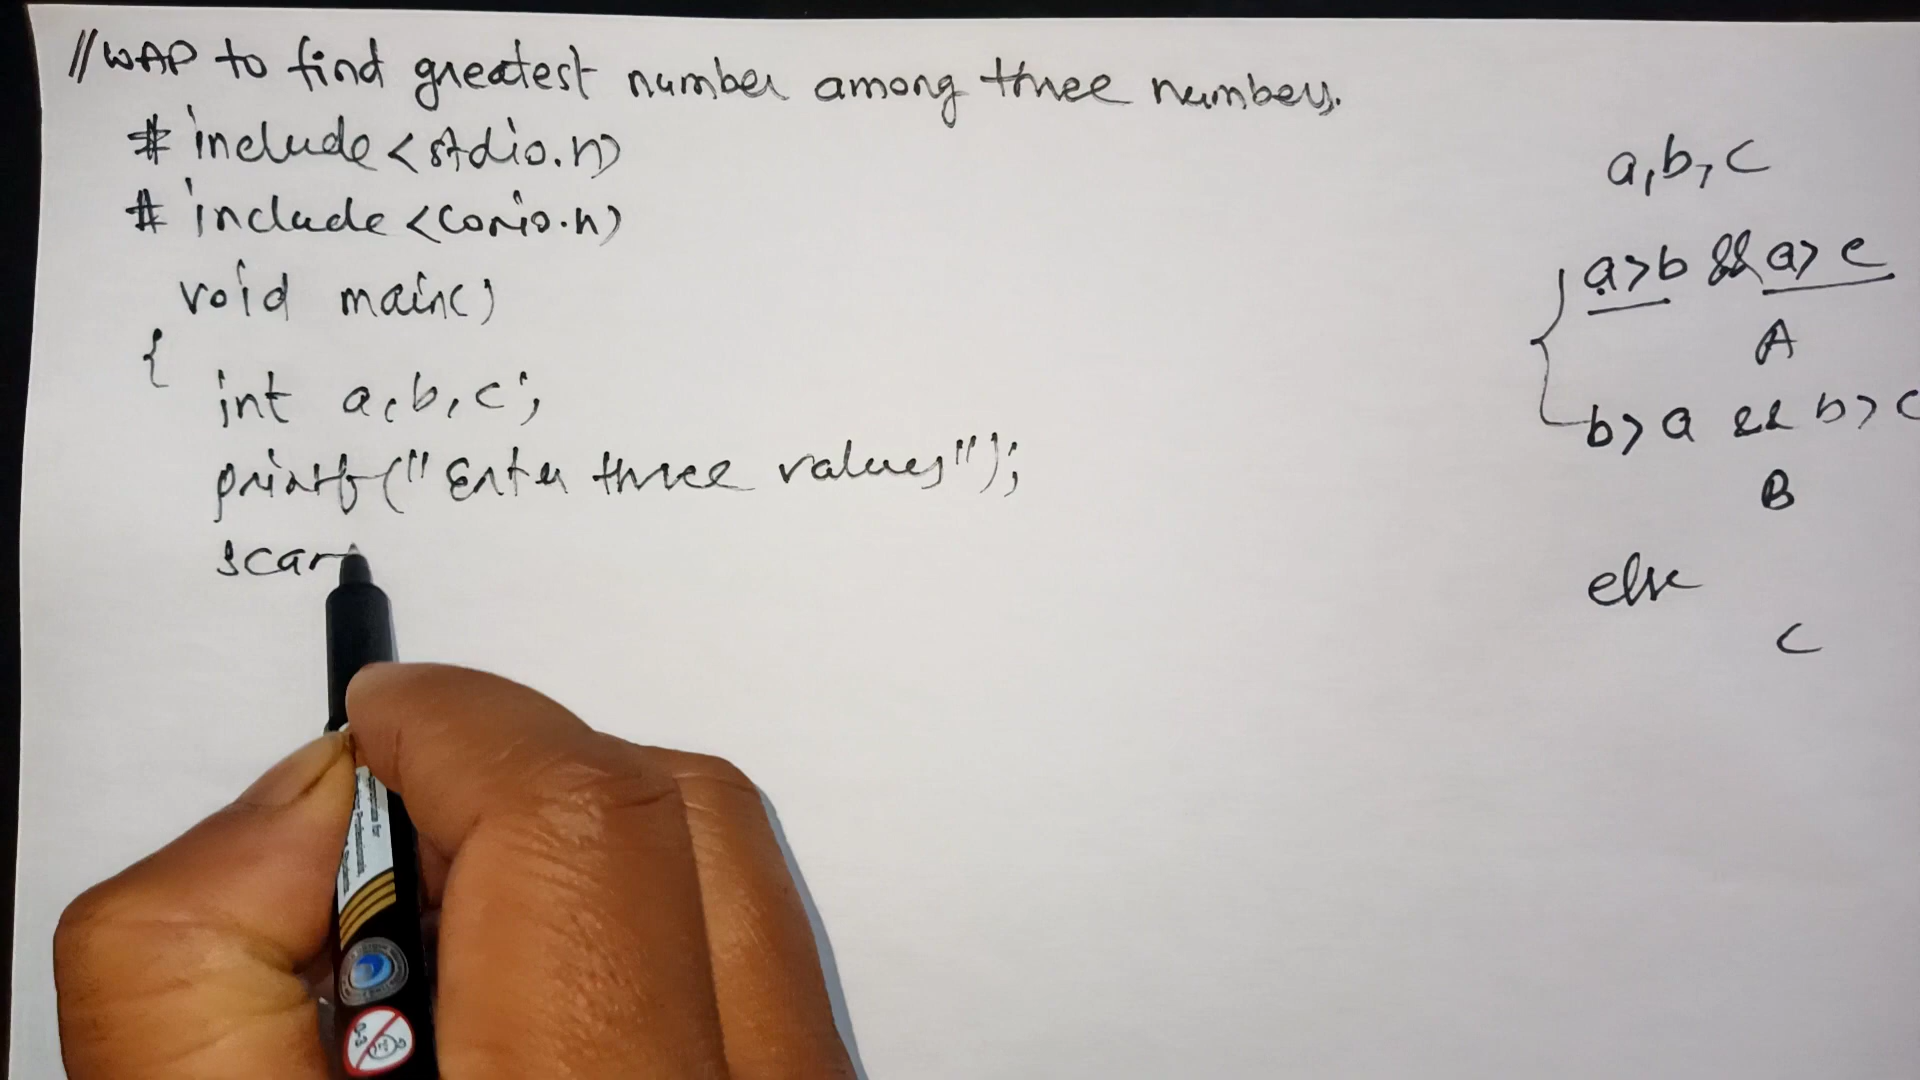 //WAP to find greatest number among three numbers.
# include <stdio.h>
# include <conio.h>
void main()
{
int a,b,c;
printf("Enter three values");
scan
a,b,c
a>b && a>c
A
b>a && b>c
B
else
C